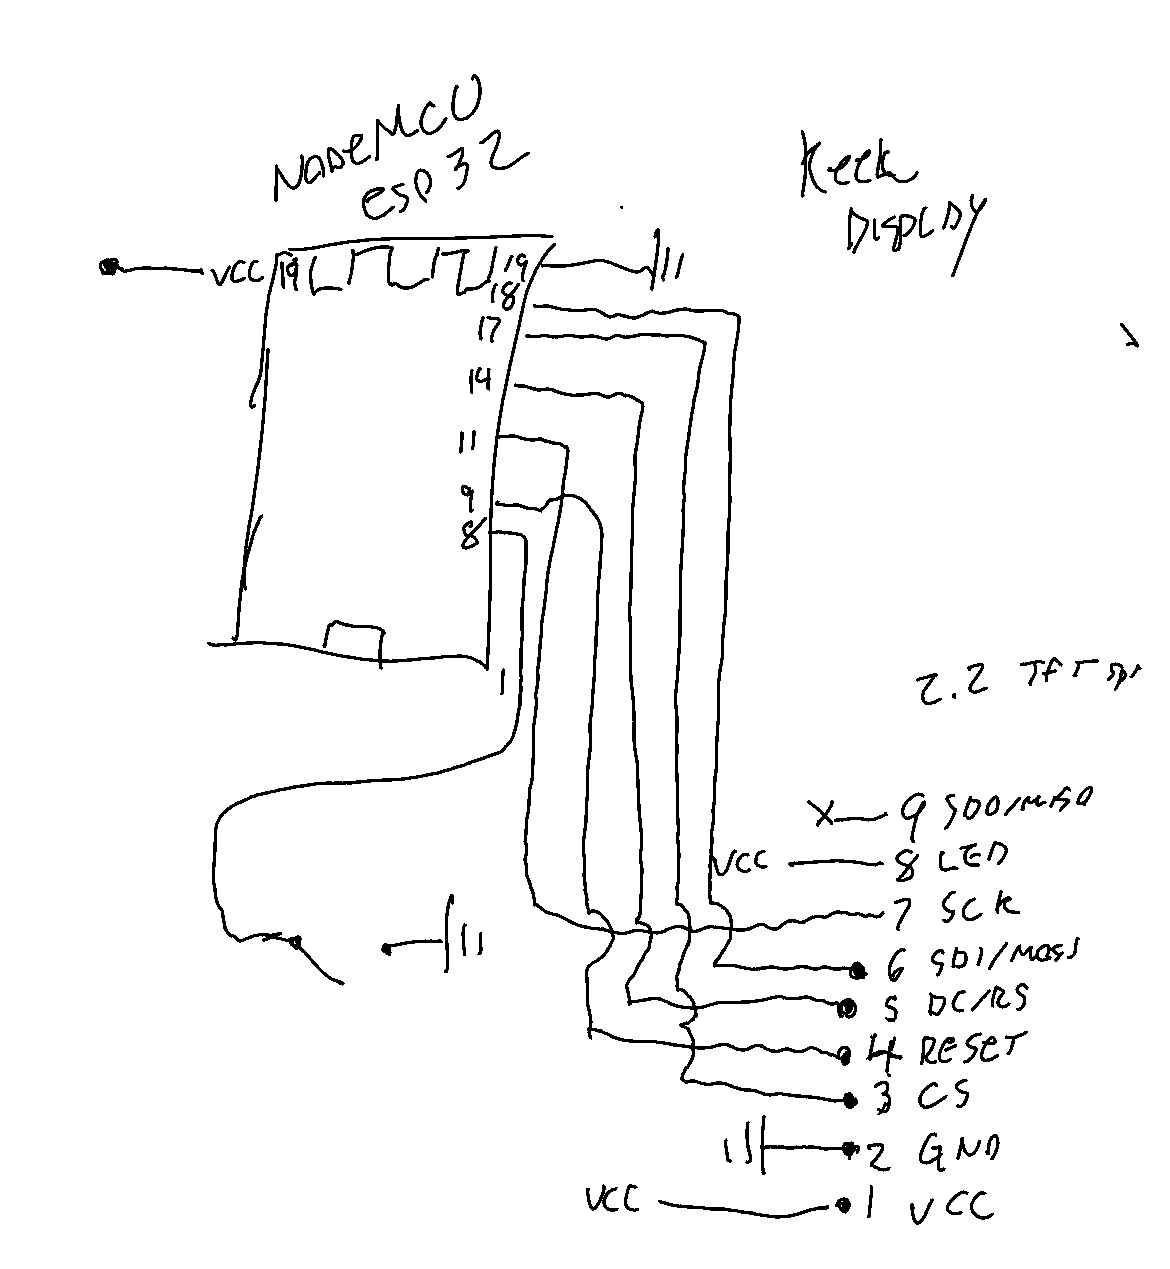 NODEMCU
ESP32
Keek
DISPLAY
VCC 19 19
18
17
14
11
9
8
1
2.2 TFT SPI
X 9 SDO/MISO
VCC 8 LED
7 SCK
6 SDI/MOSI
5 DC/RS
4 RESET
3 CS
2 GND
VCC 1 VCC